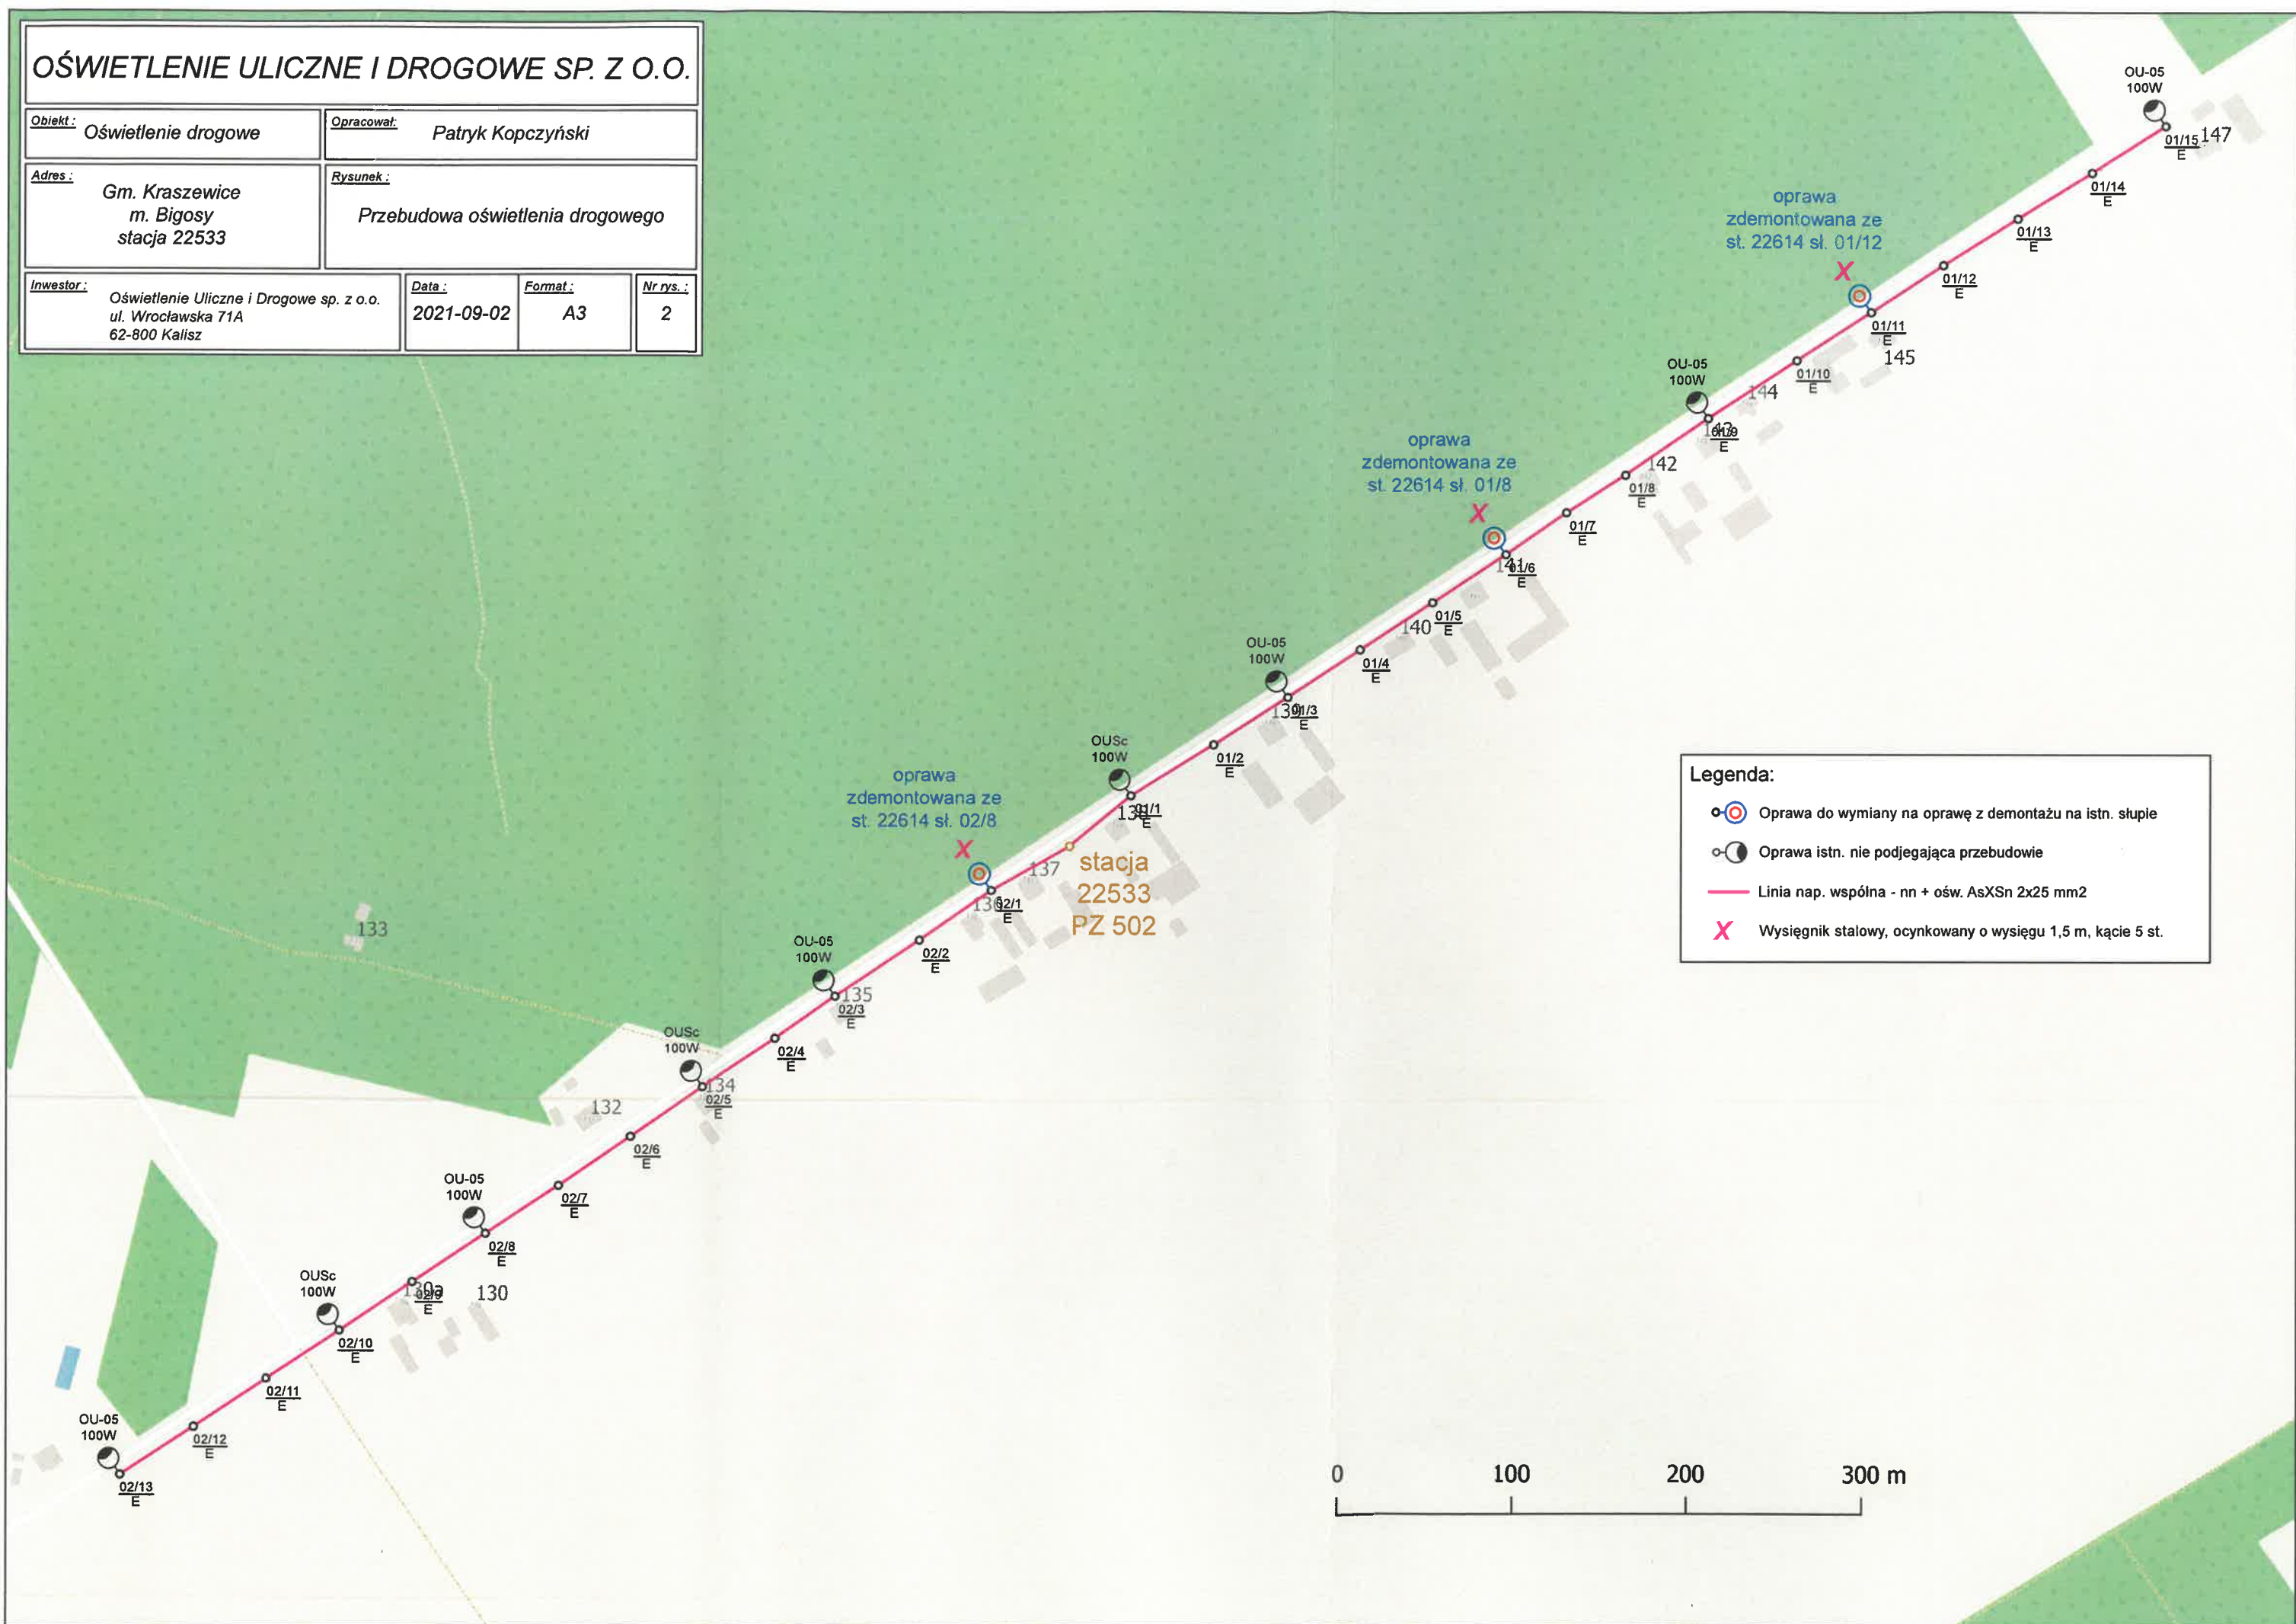 OŚWIETLENIE ULICZNE I DROGOWE SP. Z O.O.
Obiekt :
Oświetlenie drogowe
Opracował:
Patryk Kopczyński
Adres :
Gm. Kraszewice
m. Bigosy
stacja 22533
Rysunek :
Przebudowa oświetlenia drogowego
Inwestor :
Oświetlenie Uliczne i Drogowe sp. z o.o.
ul. Wrocławska 71A
62-800 Kalisz
Data :
2021-09-02
Format :
A3
Nr rys. :
2
OU-05
100W
01/15
E
147
01/14
E
01/13
E
oprawa
zdemontowana ze
st. 22614 sł. 01/12
X
01/12
E
01/11
E
145
01/10
E
144
OU-05
100W
01/9
E
142
01/8
E
01/7
E
oprawa
zdemontowana ze
st. 22614 sł. 01/8
X
141
01/6
E
01/5
E
140
01/4
E
OU-05
100W
139
01/3
E
01/2
E
OUSc
100W
01/1
E
oprawa
zdemontowana ze
st. 22614 sł. 02/8
X
137
stacja
22533
PZ 502
02/1
E
02/2
E
OU-05
100W
135
02/3
E
02/4
E
OUSc
100W
134
02/5
E
133
132
02/6
E
02/7
E
OU-05
100W
02/8
E
02/9
E
130
OUSc
100W
02/10
E
02/11
E
02/12
E
OU-05
100W
02/13
E
Legenda:
Oprawa do wymiany na oprawę z demontażu na istn. słupie
Oprawa istn. nie podjegająca przebudowie
Linia nap. wspólna - nn + ośw. AsXSn 2x25 mm2
X Wysięgnik stalowy, ocynkowany o wysięgu 1,5 m, kącie 5 st.
0 100 200 300 m